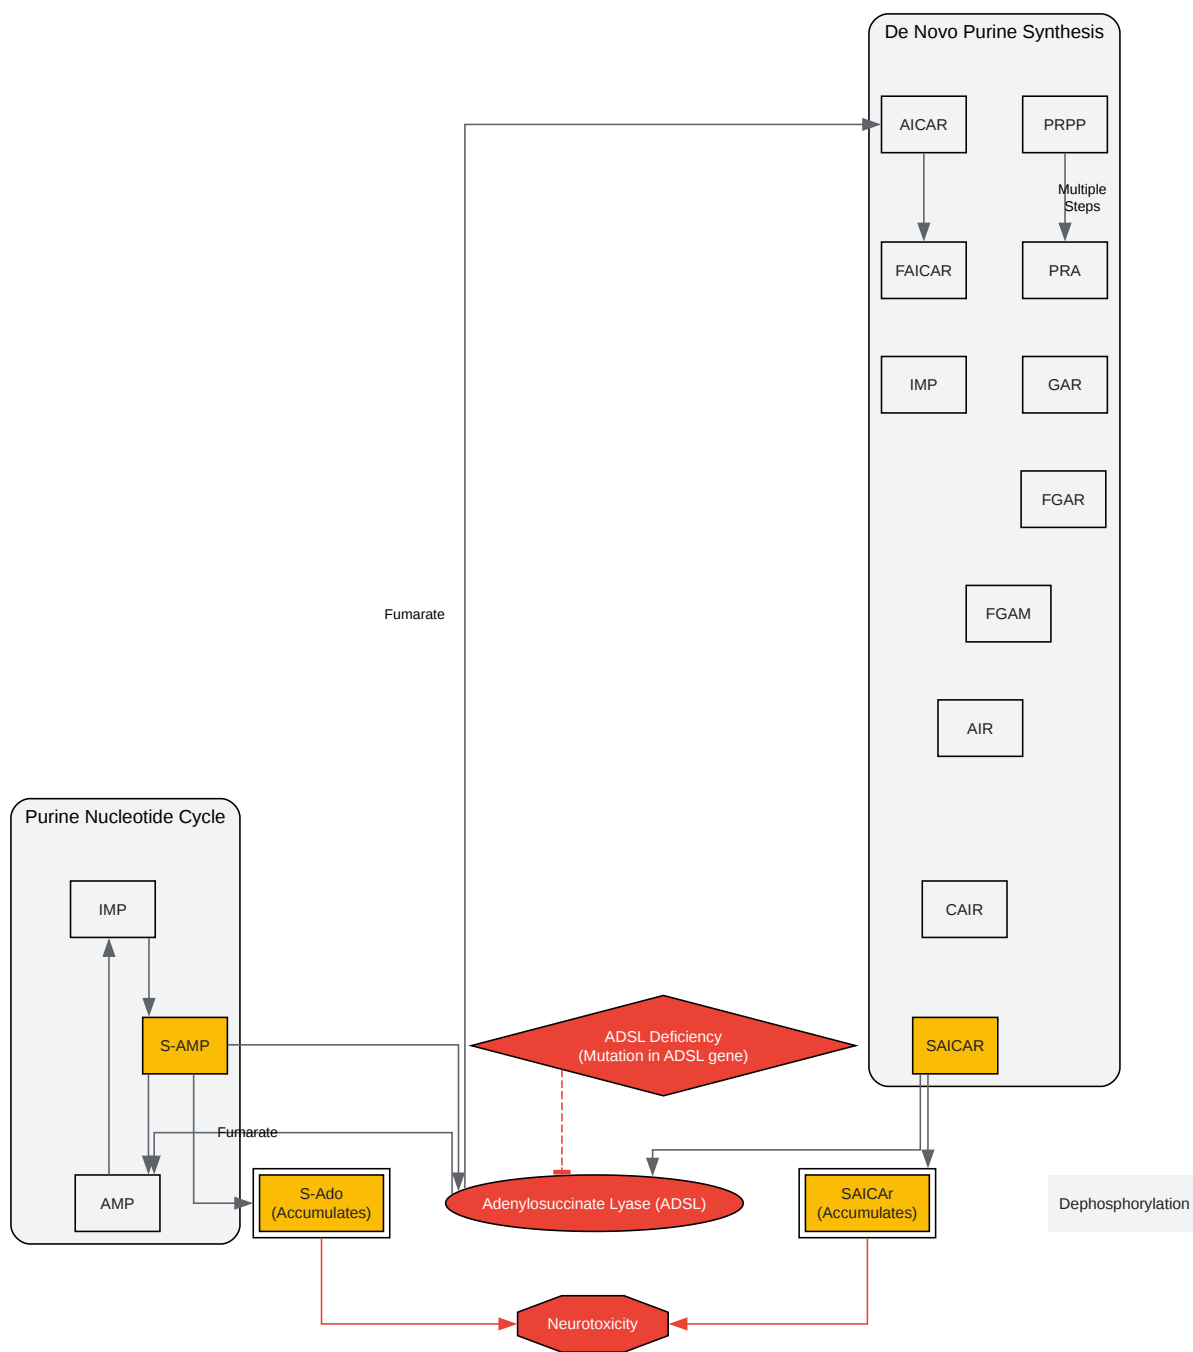 De Novo Purine Synthesis
AICAR
PRPP
Multiple
Steps
FAICAR
PRA
IMP
GAR
FGAR
Fumarate
FGAM
AIR
Purine Nucleotide Cycle
IMP
CAIR
S-AMP
ADSL Deficiency
(Mutation in ADSL gene)
SAICAR
Fumarate
AMP
S-Ado
(Accumulates)
Adenylosuccinate Lyase (ADSL)
SAICAr
(Accumulates)
Dephosphorylation
Neurotoxicity